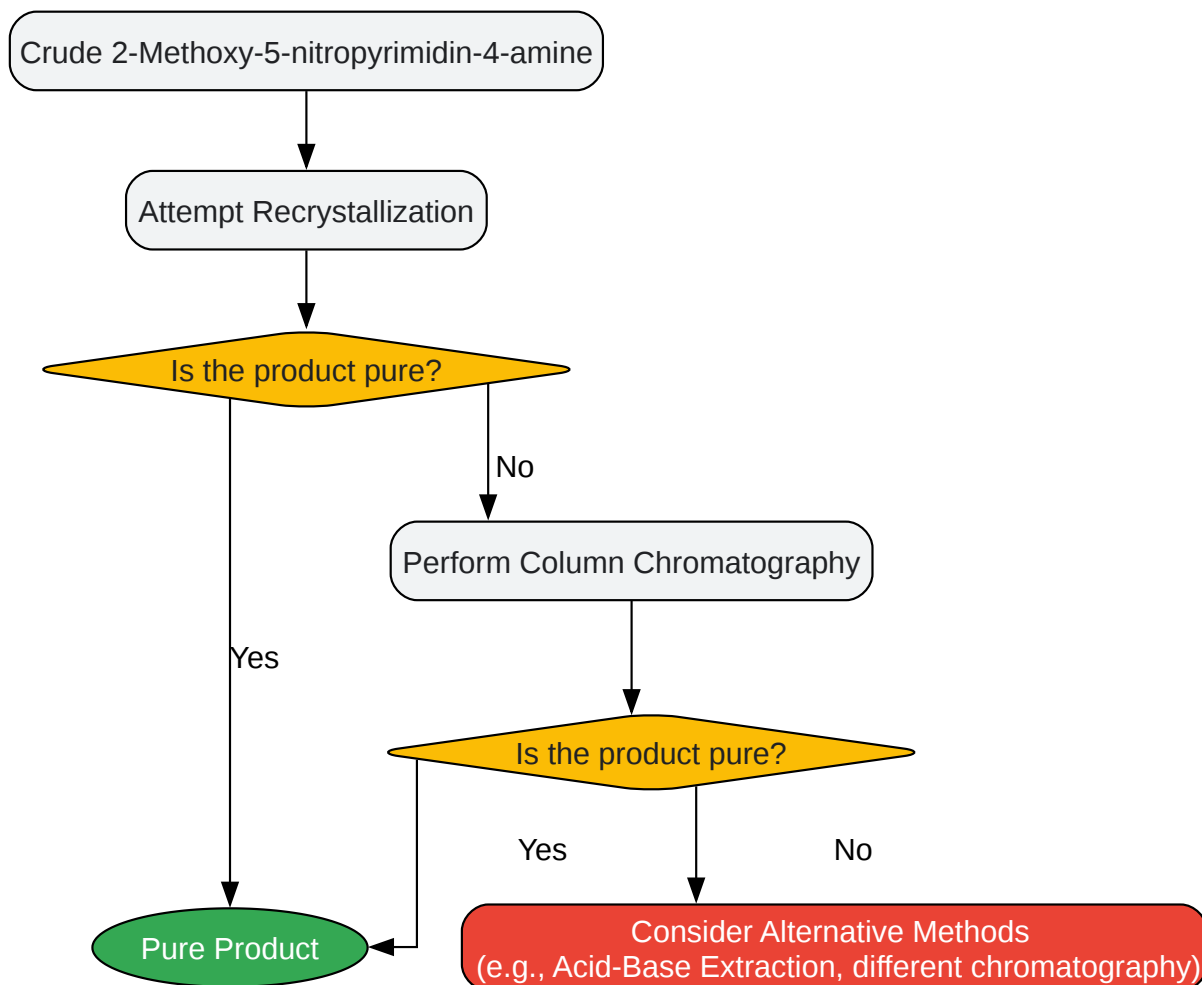 Crude 2-Methoxy-5-nitropyrimidin-4-amine
Attempt Recrystallization
Is the product pure?
No
Perform Column Chromatography
Yes
Is the product pure?
Yes
No
Pure Product
Consider Alternative Methods
(e.g., Acid-Base Extraction, different chromatography)